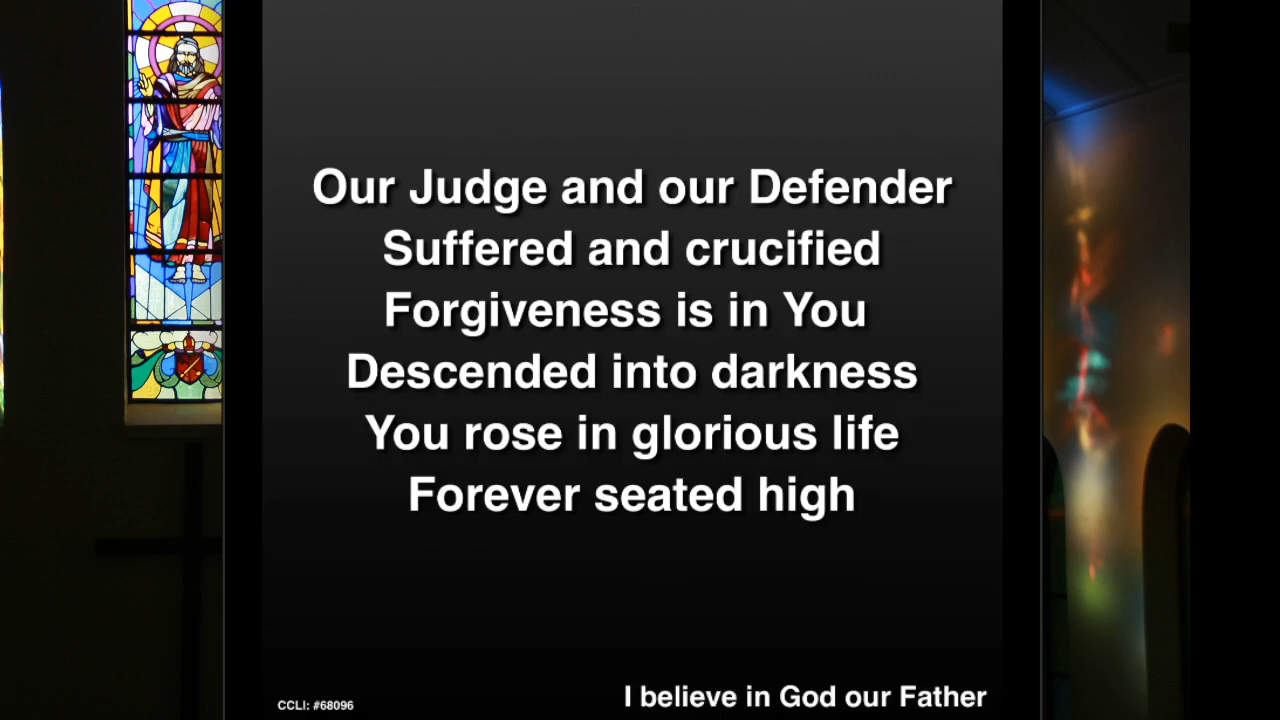 Our Judge and our Defender
Suffered and crucified
Forgiveness is in You
Descended into darkness
You rose in glorious life
Forever seated high
CCLI: #68096
I believe in God our Father